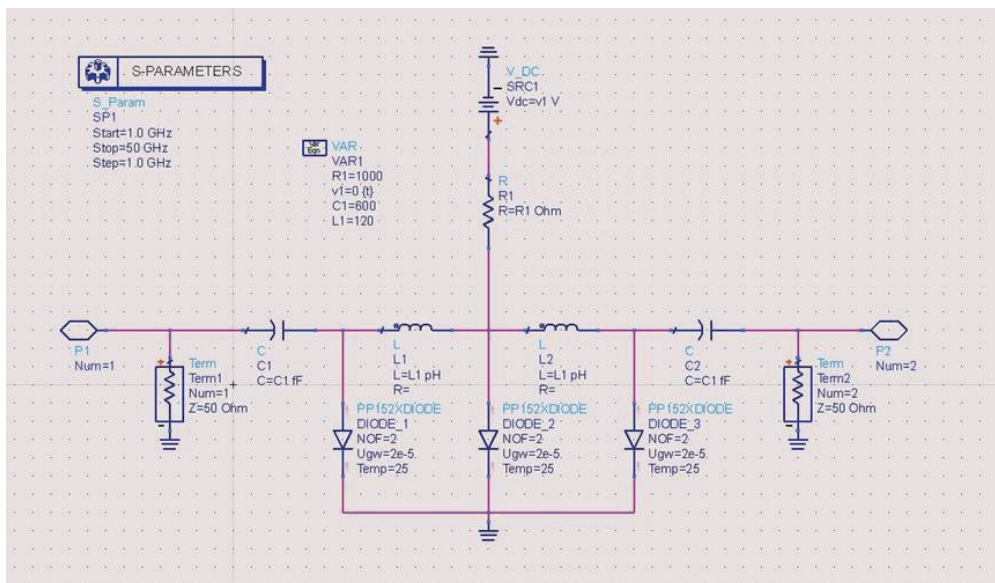 S-PARAMETERS
S_Param
SP1
Start=1.0 GHz
Stop=50 GHz
Step=1.0 GHz
Var
Eqn
VAR
VAR1
R1=1000
v1=0 {t}
C1=600
L1=120
V_DC
SRC1
Vdc=v1 V
-
+
R
R1
R=R1 Ohm
P1
Num=1
+
Term
Term1
Num=1
Z=50 Ohm
-
C
C1
C=C1 fF
L
L1
L=L1 pH
R=
L
L2
L=L1 pH
R=
C
C2
C=C1 fF
+
Term
Term2
Num=2
Z=50 Ohm
-
P2
Num=2
PP152XDIODE
DIODE_1
NOF=2
Ugw=2e-5.
Temp=25
PP152XDIODE
DIODE_2
NOF=2
Ugw=2e-5.
Temp=25
PP152XDIODE
DIODE_3
NOF=2
Ugw=2e-5.
Temp=25